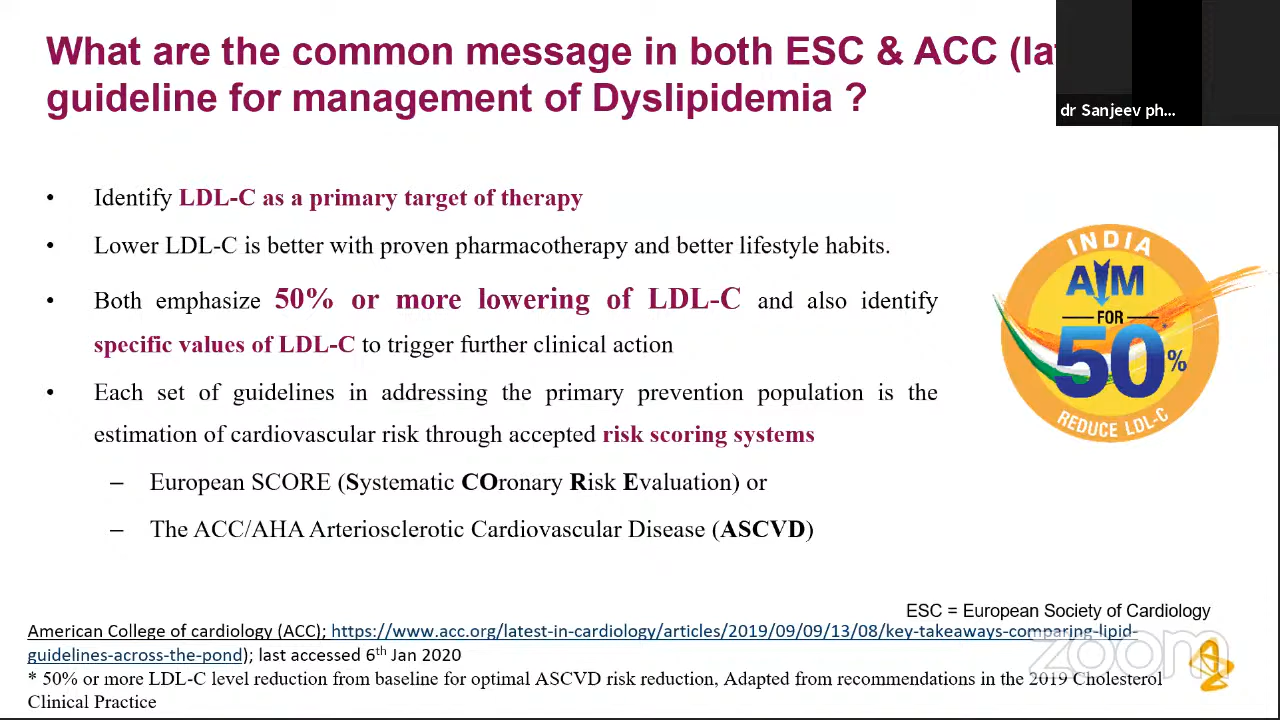 What are the common message in both ESC & ACC
guideline for management of Dyslipidemia ?
dr Sanjeev ph...
• Identify LDL-C as a primary target of therapy
• Lower LDL-C is better with proven pharmacotherapy and better lifestyle habits.
• Both emphasize 50% or more lowering of LDL-C and also identify
specific values of LDL-C to trigger further clinical action
• Each set of guidelines in addressing the primary prevention population is the
estimation of cardiovascular risk through accepted risk scoring systems
– European SCORE (Systematic COronary Risk Evaluation) or
– The ACC/AHA Arteriosclerotic Cardiovascular Disease (ASCVD)
INDIA
AIM
FOR
50*%
REDUCE LDL-C
ESC = European Society of Cardiology
American College of cardiology (ACC); https://www.acc.org/latest-in-cardiology/articles/2019/09/09/13/08/key-takeaways-comparing-lipid-
guidelines-across-the-pond); last accessed 6th Jan 2020
* 50% or more LDL-C level reduction from baseline for optimal ASCVD risk reduction, Adapted from recommendations in the 2019 Cholesterol
Clinical Practice
zoom